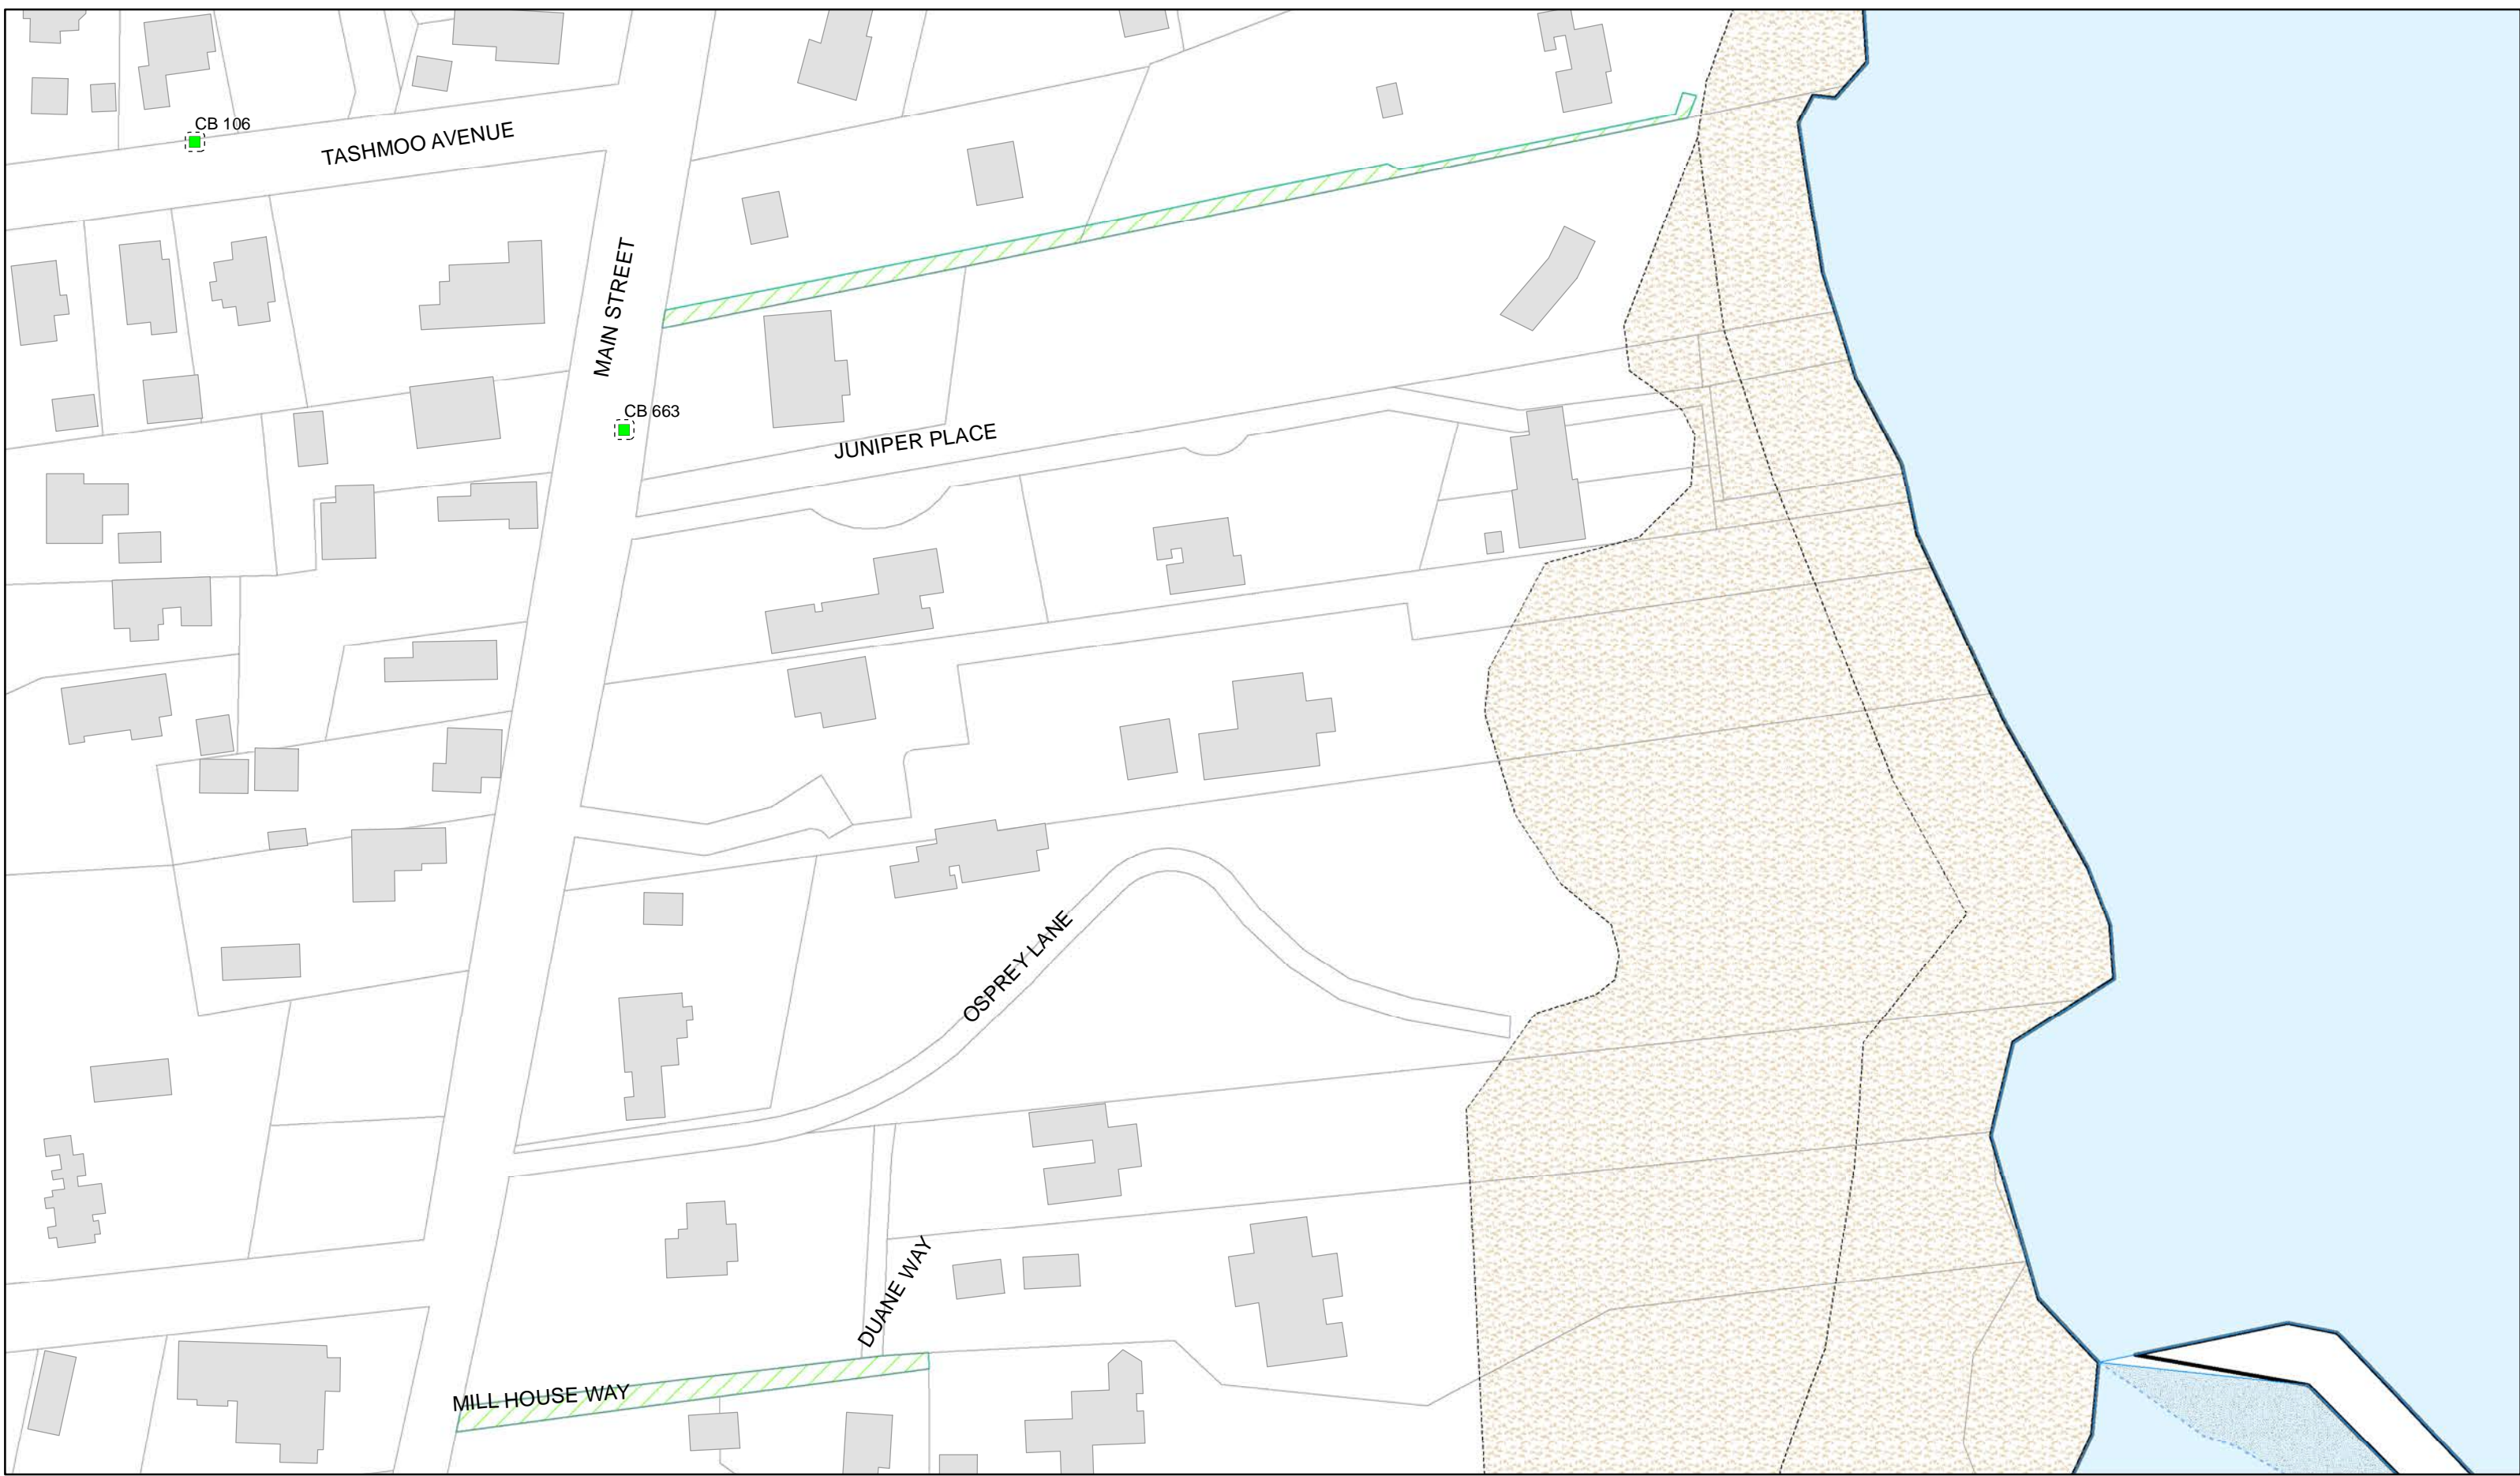 CB 106
TASHMOO AVENUE
MAIN STREET
CB 663
JUNIPER PLACE
OSPREY LANE
DUANE WAY
MILL HOUSE WAY